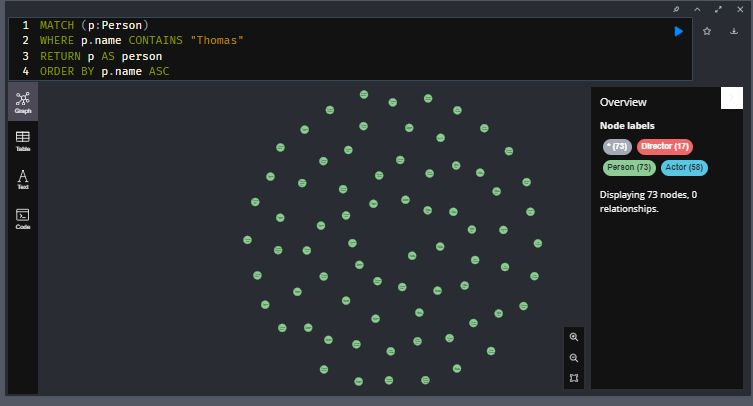 1 MATCH (p:Person)
2 WHERE p.name CONTAINS "Thomas"
3 RETURN p AS person
4 ORDER BY p.name ASC
Graph
Table
Text
Code
Overview
Node labels
* (73) Director (17)
Person (73) Actor (58)
Displaying 73 nodes, 0
relationships.